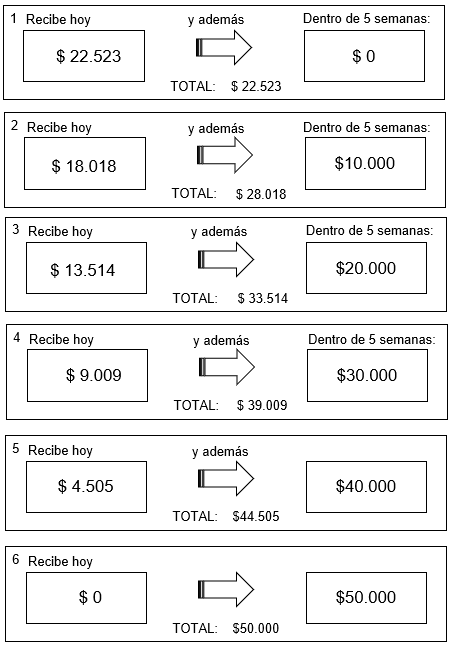 1 Recibe hoy y además Dentro de 5 semanas:
$ 22.523 $ 0
TOTAL: $ 22.523
2 Recibe hoy y además Dentro de 5 semanas:
$ 18.018 $10.000
TOTAL: $ 28.018
3 Recibe hoy y además Dentro de 5 semanas:
$ 13.514 $20.000
TOTAL: $ 33.514
4 Recibe hoy y además Dentro de 5 semanas:
$ 9.009 $30.000
TOTAL: $ 39.009
5 Recibe hoy y además
$ 4.505 $40.000
TOTAL: $44.505
6 Recibe hoy
$ 0 $50.000
TOTAL: $50.000